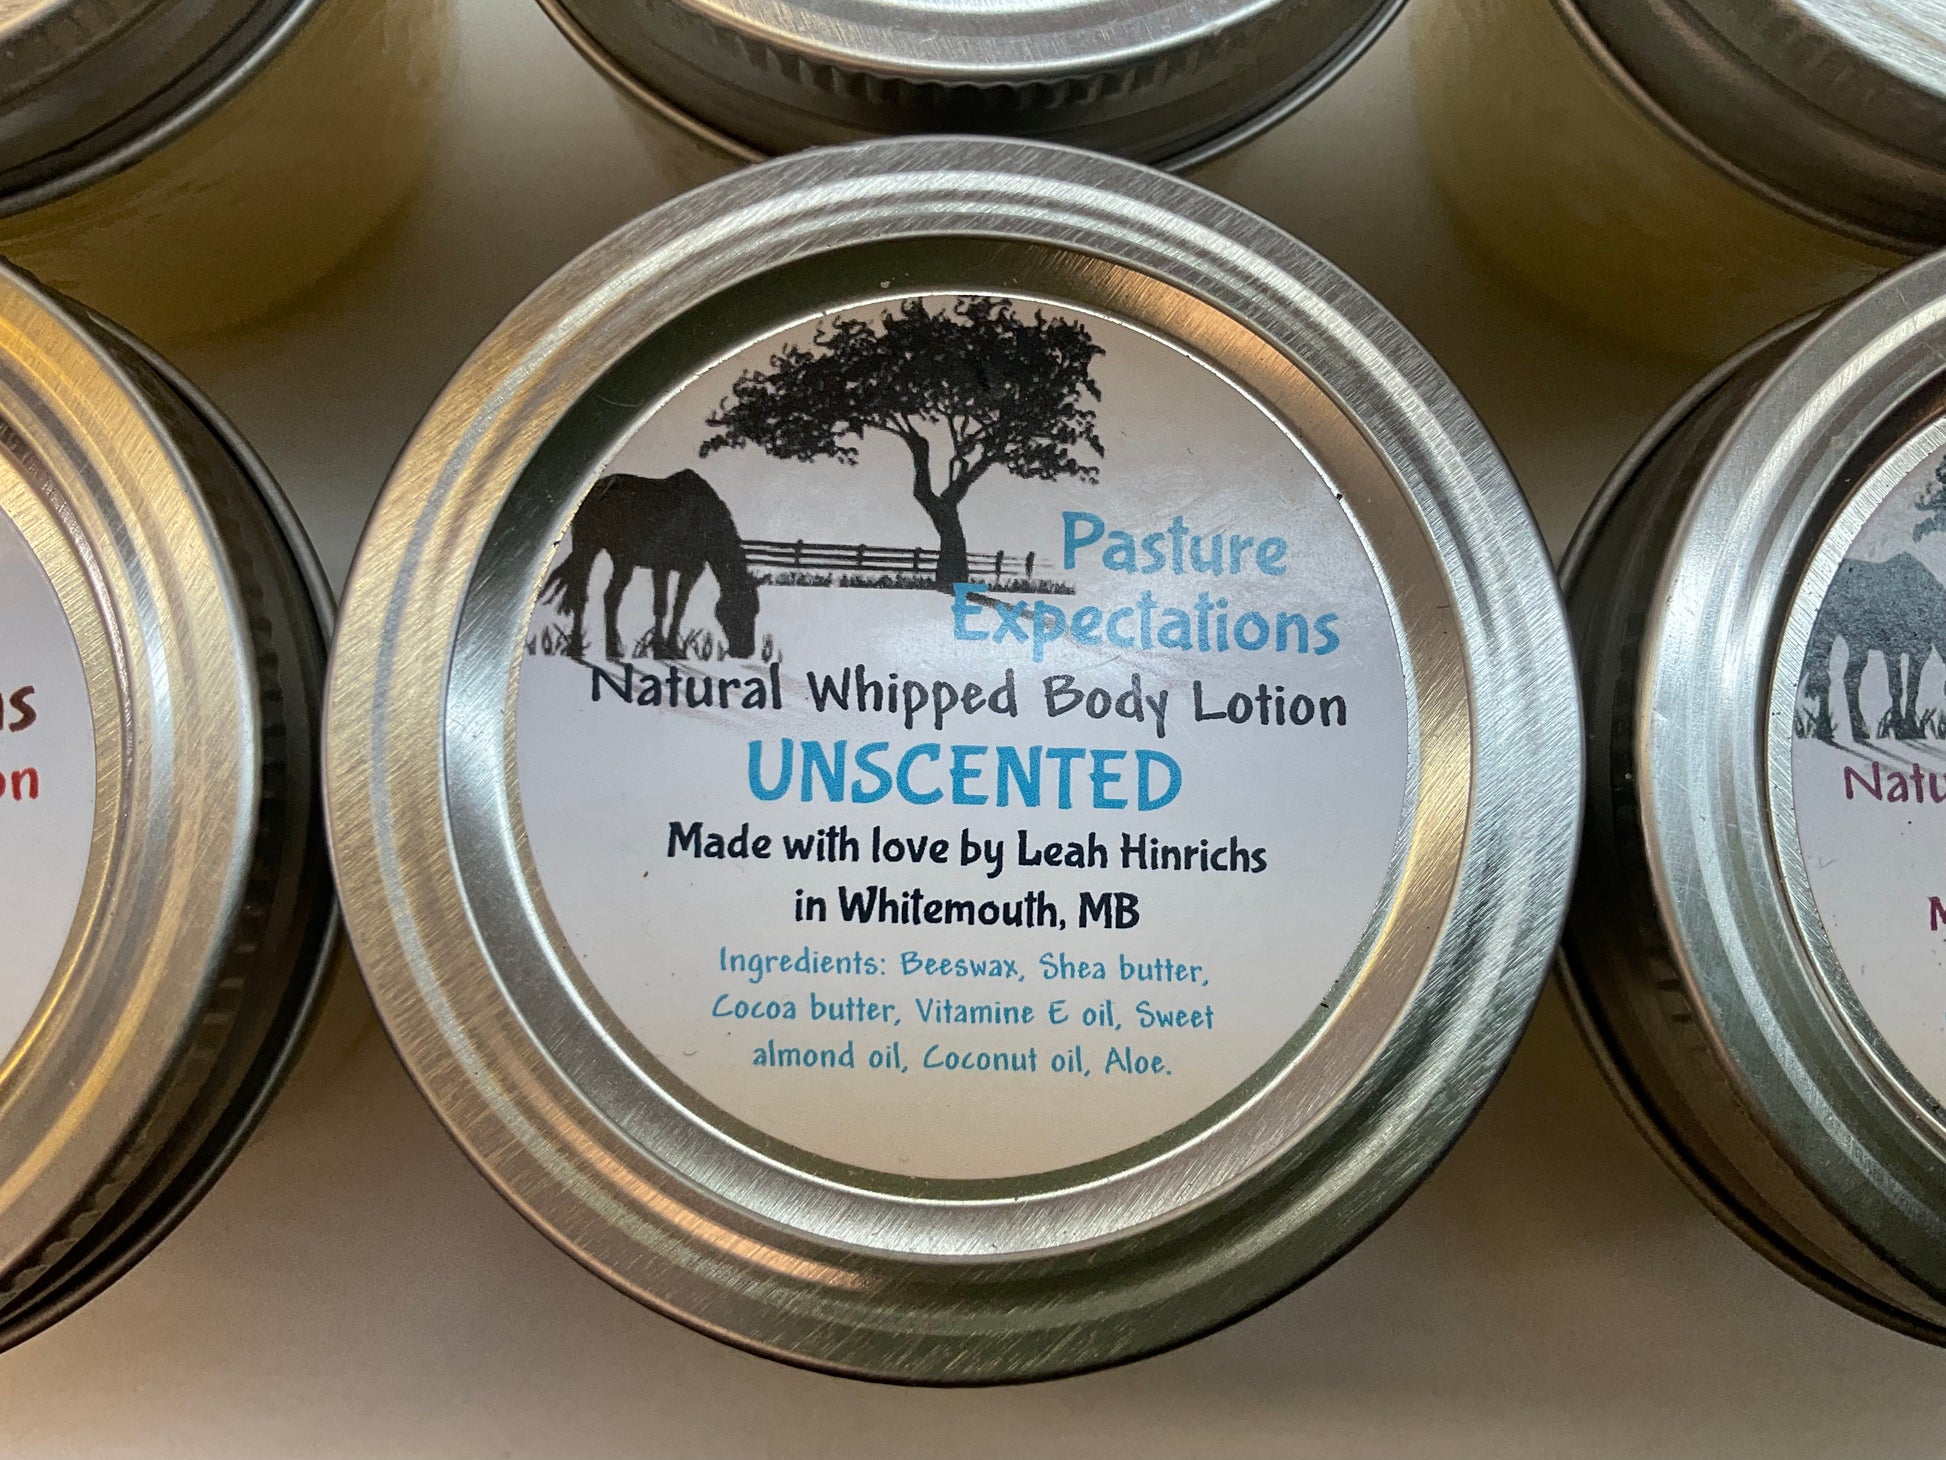 Pasture
Expectations
Natural Whipped Body Lotion
UNSCENTED
Made with love by Leah Hinrichs
in Whitemouth, MB
Ingredients: Beeswax, Shea butter,
Cocoa butter, Vitamine E oil, Sweet
almond oil, Coconut oil, Aloe.